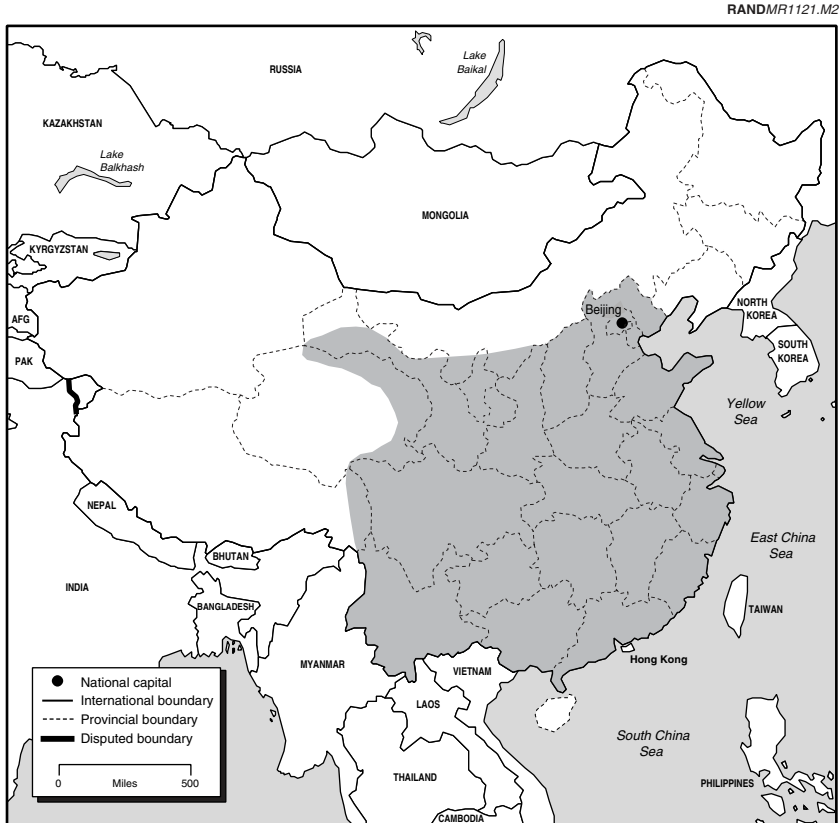 RANDMR1121.M2
Lake
Baikal
RUSSIA
KAZAKHSTAN
Lake
Balkhash
MONGOLIA
KYRGYZSTAN
Beijing
NORTH
KOREA
AFG
SOUTH
KOREA
PAK
Yellow
Sea
NEPAL
East China
Sea
BHUTAN
INDIA
BANGLADESH
TAIWAN
Hong Kong
MYANMAR
VIETNAM
National capital
International boundary
Provincial boundary
Disputed boundary
0 Miles 500
LAOS
South China
Sea
THAILAND
PHILIPPINES
CAMBODIA